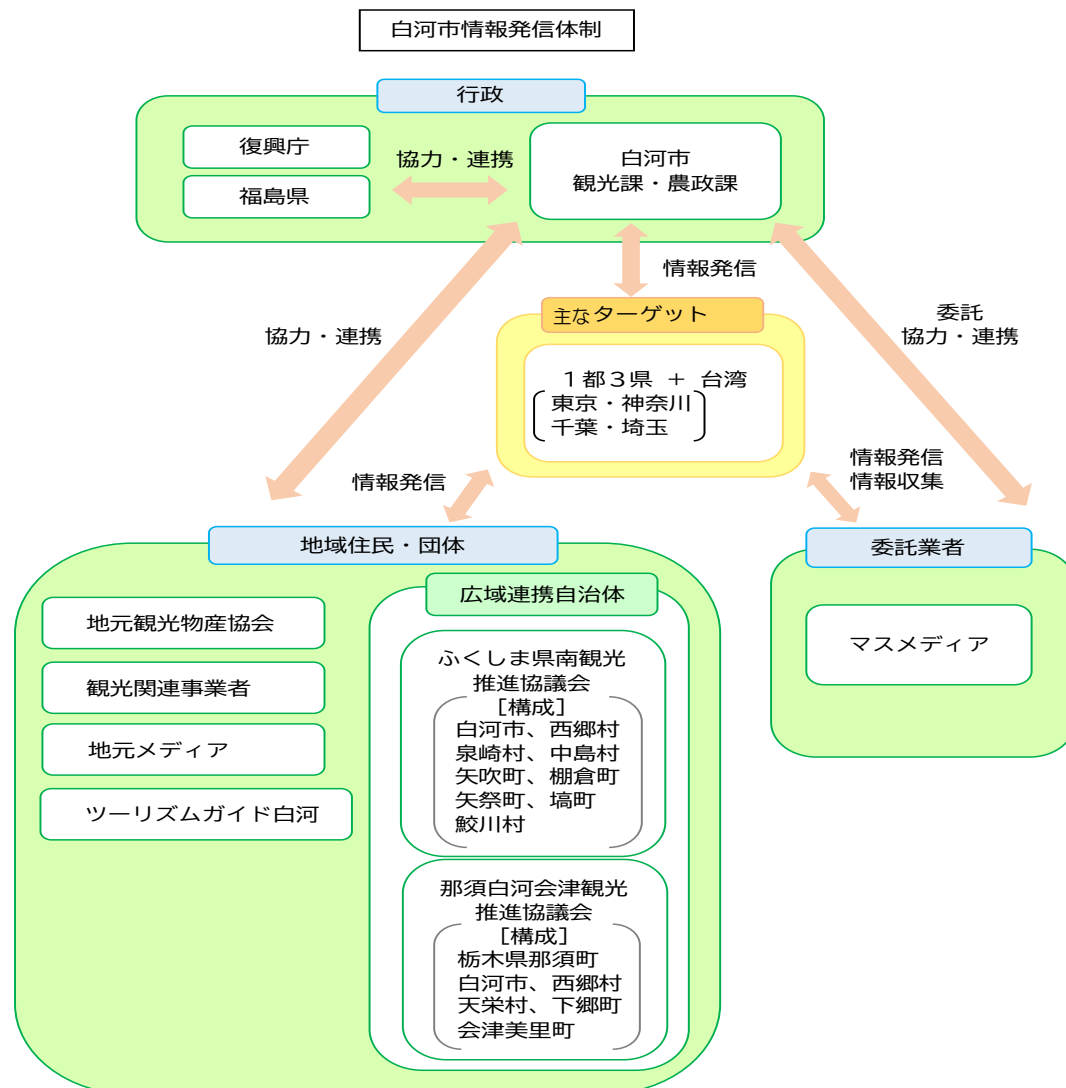 白河市情報発信体制
行政
復興庁
福島県
協力・連携
白河市
観光課・農政課
情報発信
協力・連携
委託
協力・連携
主なターゲット
1都3県 + 台湾
東京・神奈川
千葉・埼玉
情報発信
情報発信
情報収集
地域住民・団体
地元観光物産協会
観光関連事業者
地元メディア
ツーリズムガイド白河
広域連携自治体
ふくしま県南観光
推進協議会
[構成]
白河市、西郷村
泉崎村、中島村
矢吹町、棚倉町
矢祭町、塙町
鮫川村
那須白河会津観光
推進協議会
[構成]
栃木県那須町
白河市、西郷村
天栄村、下郷町
会津美里町
委託業者
マスメディア